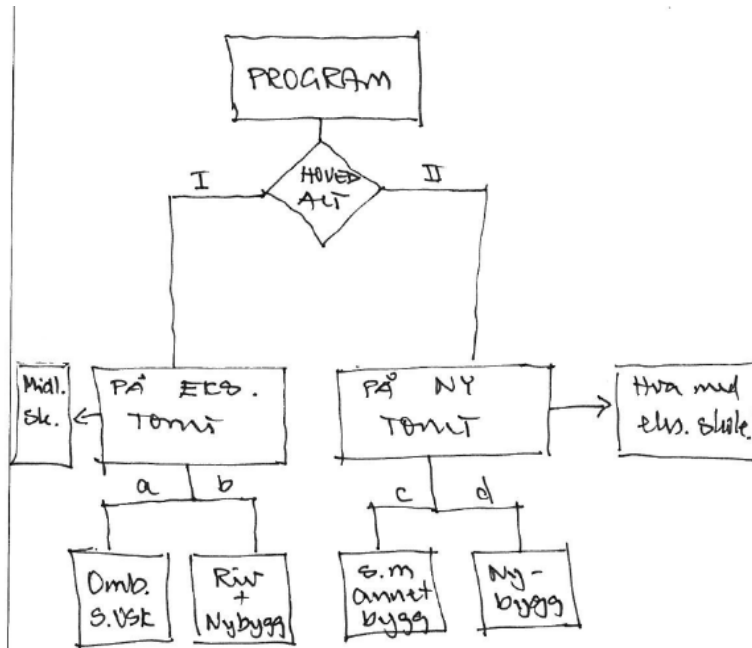 PROGRAM
HOVED
ALT
I
II
Midl.
sk.
PÅ EKS.
TOMT
PÅ NY
TOMT
Hva med
eks. skole.
a
b
c
d
Omb.
S.VSK
Riv
+
Nybygg
s.m
annet
bygg
Ny-
bygg